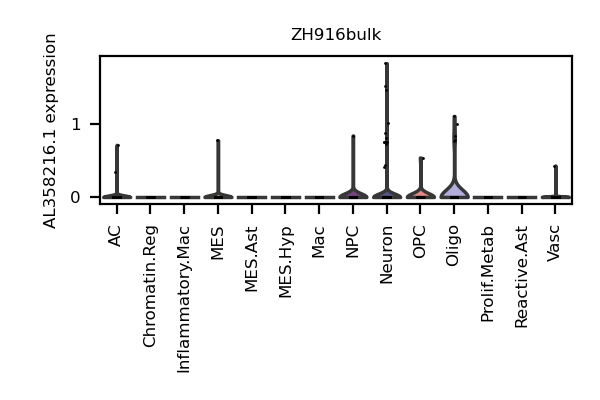 ZH916bulk
AL358216.1 expression
1
0
AC
Chromatin.Reg
Inflammatory.Mac
MES
MES.Ast
MES.Hyp
Mac
NPC
Neuron
OPC
Oligo
Prolif.Metab
Reactive.Ast
Vasc